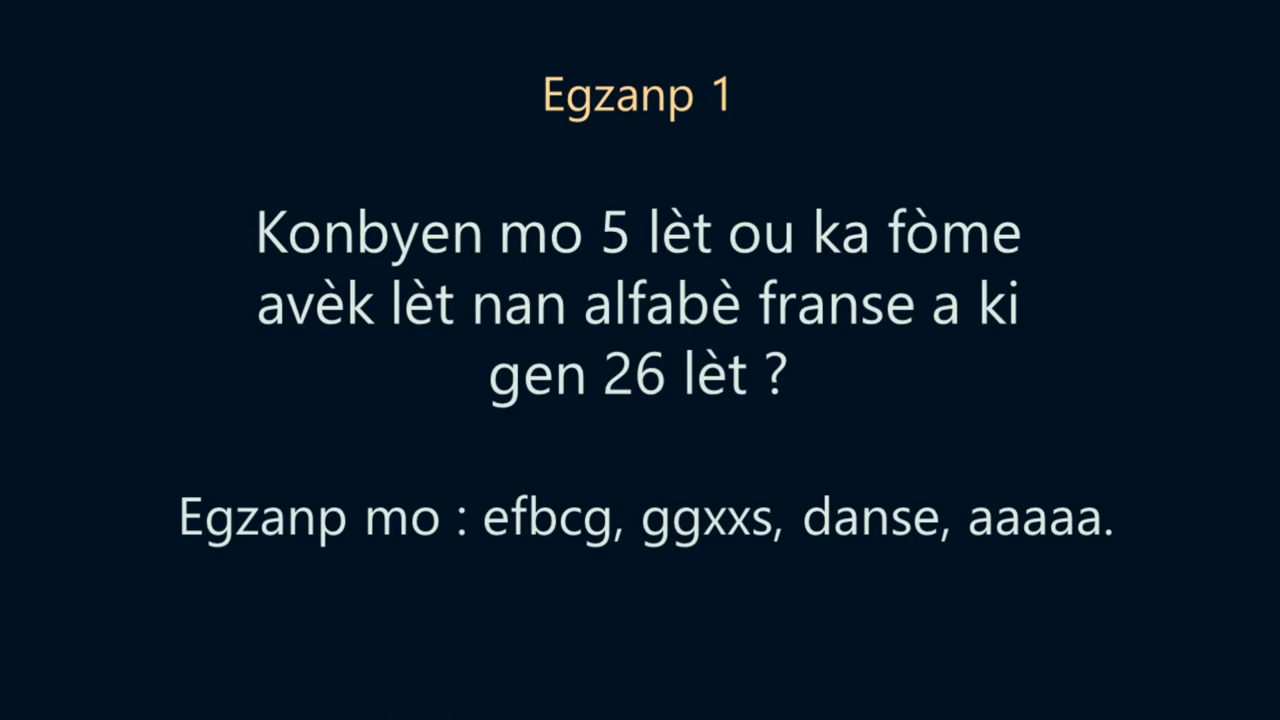 Egzanp 1
Konbyen mo 5 lèt ou ka fòme
avèk lèt nan alfabè franse a ki
gen 26 lèt ?
Egzanp mo : efbcg, ggxxs, danse, aaaaa.